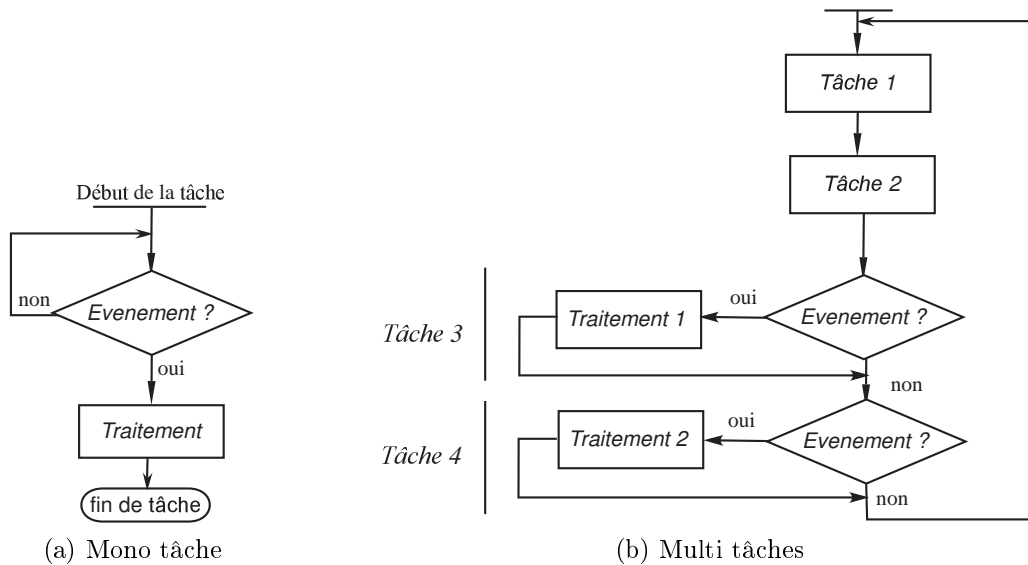 Début de la tâche
Evenement ?
non
oui
Traitement
fin de tâche
(a) Mono tâche
Tâche 1
Tâche 2
Tâche 3
Traitement 1
oui
Evenement ?
non
Tâche 4
Traitement 2
oui
Evenement ?
non
(b) Multi tâches